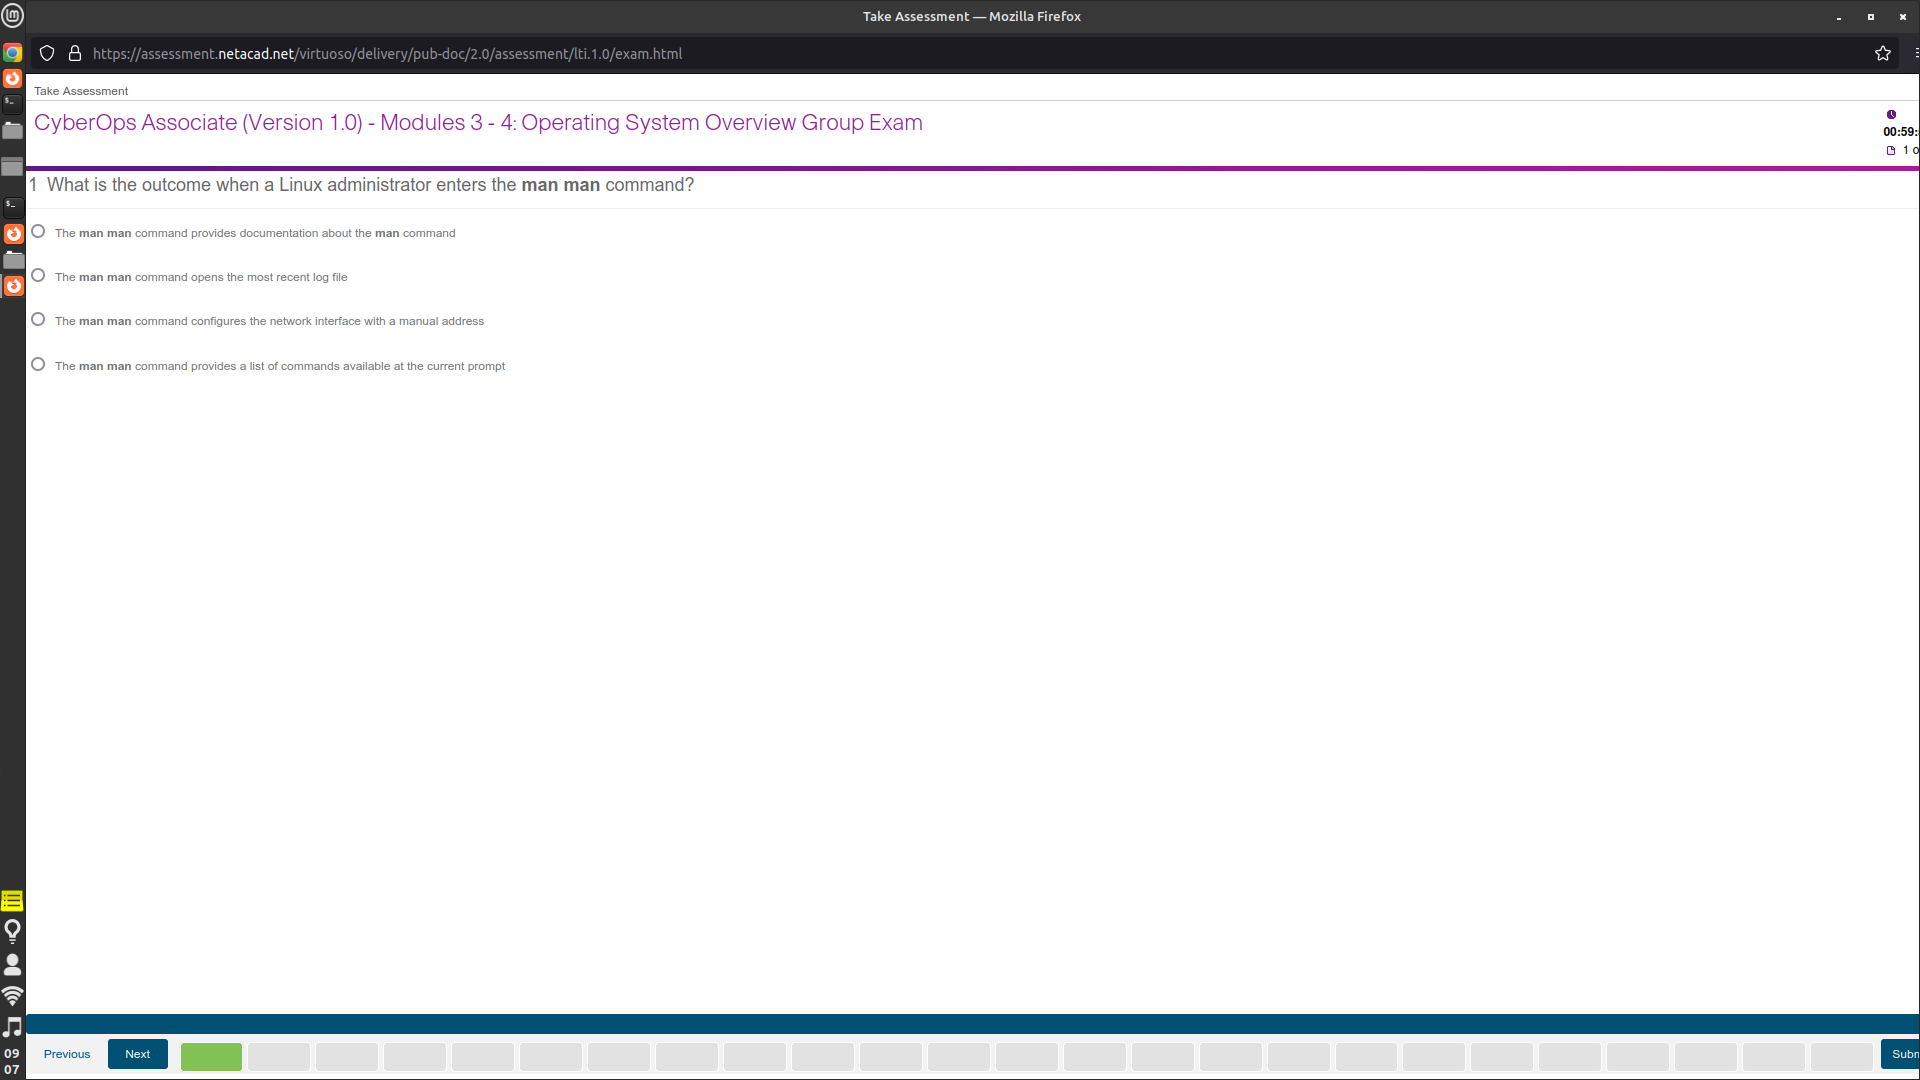 Take Assessment — Mozilla Firefox
https://assessment.netacad.net/virtuoso/delivery/pub-doc/2.0/assessment/lti.1.0/exam.html
Take Assessment
CyberOps Associate (Version 1.0) - Modules 3 - 4: Operating System Overview Group Exam
00:59:
1 o
1 What is the outcome when a Linux administrator enters the man man command?
The man man command provides documentation about the man command
The man man command opens the most recent log file
The man man command configures the network interface with a manual address
The man man command provides a list of commands available at the current prompt
Previous
Next
Subm
09
07